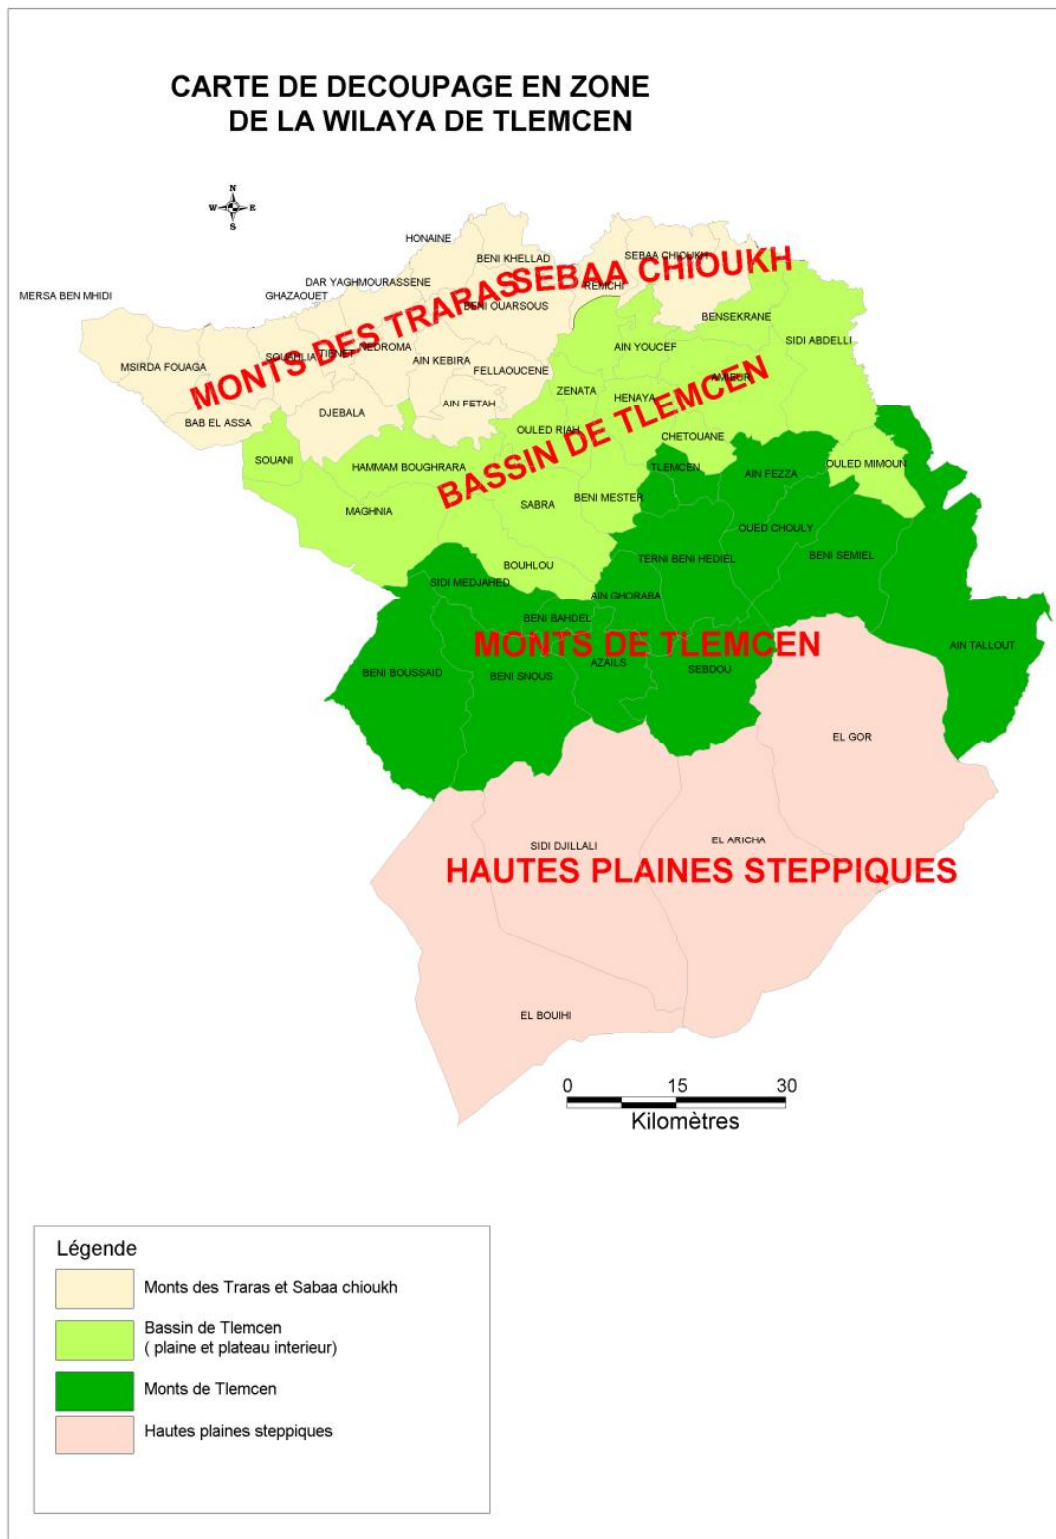 CARTE DE DECOUPAGE EN ZONE
DE LA WILAYA DE TLEMCEN
N
W E
S
HONAINE
BENI KHELLAD
SEBAA CHIOUKH
SEBAA CHIOUKH
DAR YAGHMOURASSENE
REMCHI
MERSA BEN MHIDI
GHAZAOUET
MONTS DES TRARAS
BENI OUARSOUS
BENSEKRANE
SIDI ABDELLI
SOUAHLIA
TIENET
NEDROMA
AIN YOUCEF
MSIRDA FOUAGA
AIN KEBIRA
FELLAOUCENE
AMIEUR
ZENATA
HENAYA
AIN FETAH
BAB EL ASSA
DJEBALA
OULED RIAH
BASSIN DE TLEMCEN
CHETOUANE
SOUANI
HAMMAM BOUGHRARA
TLEMCEN
AIN FEZZA
OULED MIMOUN
MAGHNIA
SABRA
BENI MESTER
OUED CHOULY
BENI SEMIEL
BOUHLOU
TERNI BENI HEDIEL
SIDI MEDJAHED
AIN GHORABA
BENI BAHDEL
MONTS DE TLEMCEN
AIN TALLOUT
BENI BOUSSAID
BENI SNOUS
AZAILS
SEBDOU
EL GOR
SIDI DJILLALI
EL ARICHA
HAUTES PLAINES STEPPIQUES
EL BOUIHI
0 15 30
Kilomètres
Légende
Monts des Traras et Sabaa chioukh
Bassin de Tlemcen
( plaine et plateau interieur)
Monts de Tlemcen
Hautes plaines steppiques